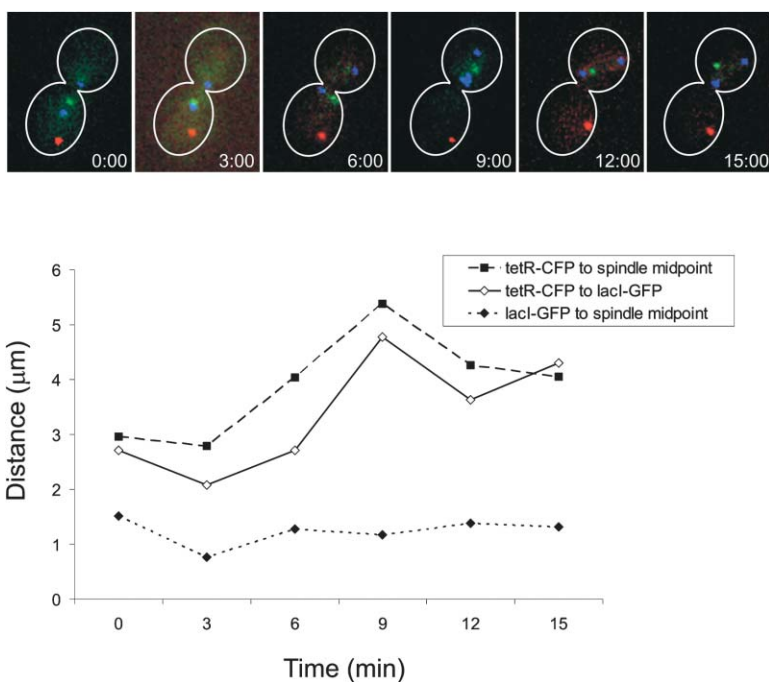 0:00
3:00
6:00
9:00
12:00
15:00
tetR-CFP to spindle midpoint
tetR-CFP to lacI-GFP
lacI-GFP to spindle midpoint
6
5
4
3
2
1
0
Distance (μm)
0 3 6 9 12 15
Time (min)